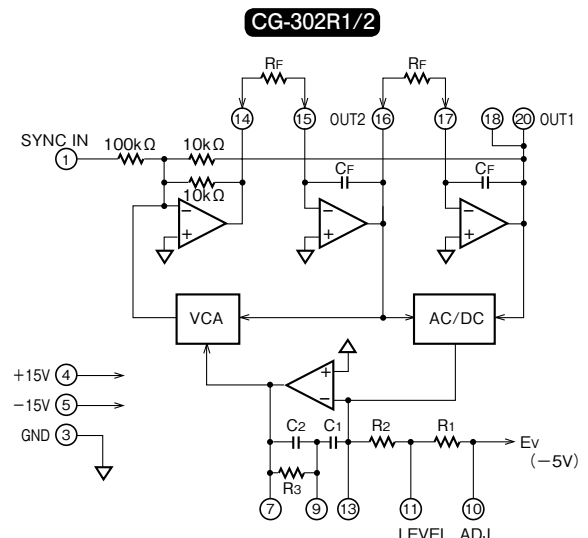 CG-302R1/2
RF RF
14 15 OUT2 16 17 18 20 OUT1
SYNC IN
1 100kΩ 10kΩ
10kΩ CF CF
− + − + − +
VCA AC/DC
+15V 4
−15V 5
GND 3
+ −
C2 C1 R2 R1 EV
(−5V)
R3
7 9 13 11 10
LEVEL ADJ